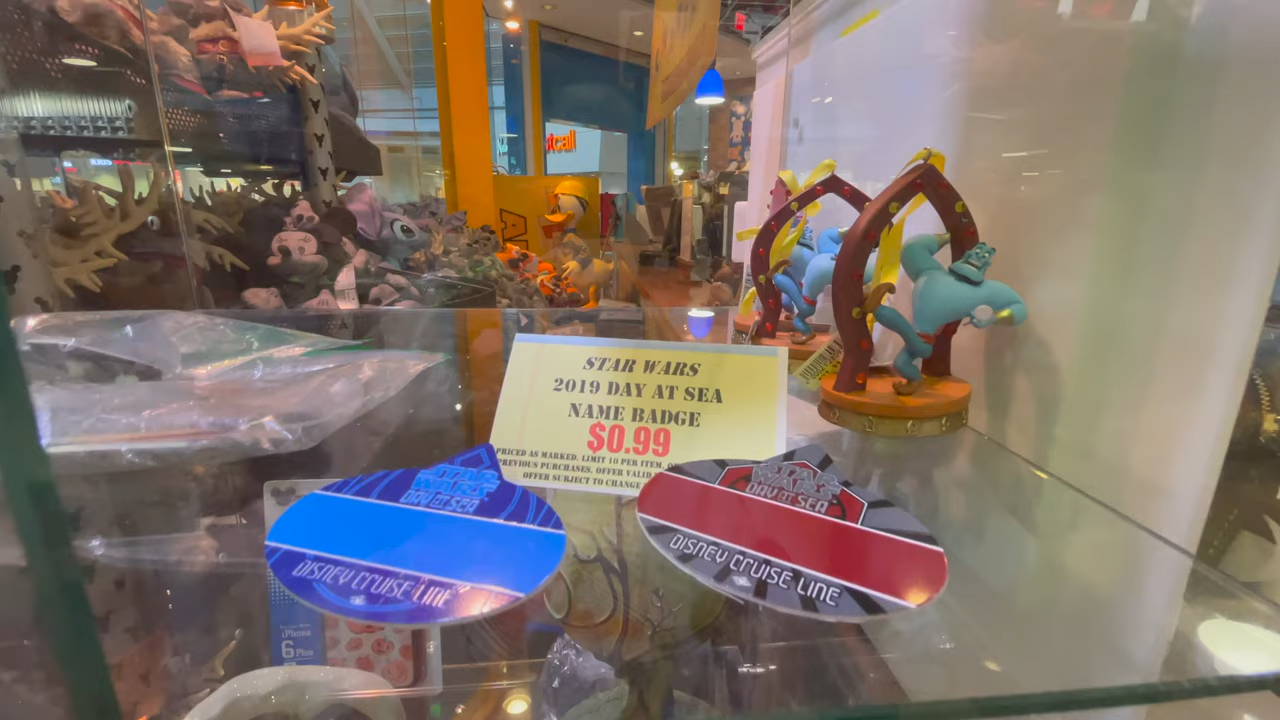 STAR WARS
2019 DAY AT SEA
NAME BADGE
$0.99
PRICED AS MARKED. LIMIT 10 PER ITEM,
PREVIOUS PURCHASES. OFFER VALID
OFFER SUBJECT TO CHANGE
STAR
WARS
DAY AT SEA
DISNEY CRUISE LINE
STAR
WARS
DAY AT SEA
DISNEY CRUISE LINE
iPhone
6 Plus